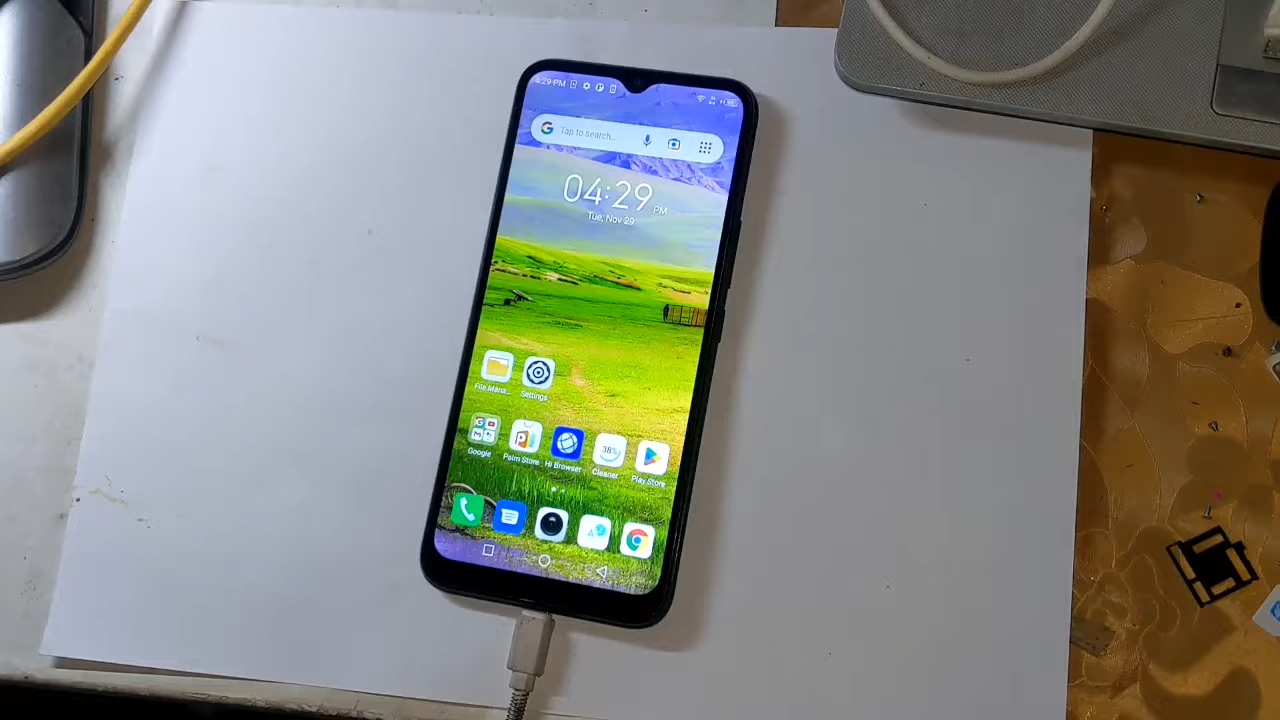 4:29 PM
Tap to search...
04:29 PM
Tue, Nov 29
File Mana...
Settings
Google
Palm Store
Hi Browser
38%
Cleaner
Play Store